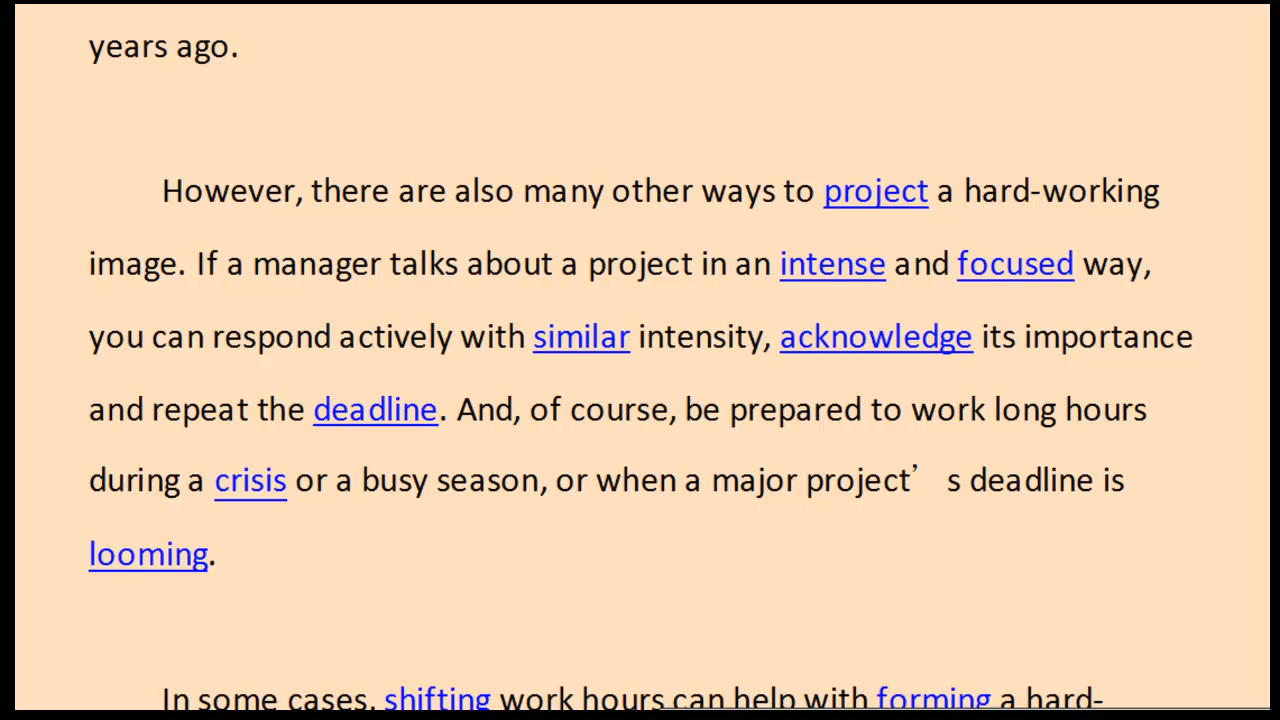 years ago.
However, there are also many other ways to project a hard-working
image. If a manager talks about a project in an intense and focused way,
you can respond actively with similar intensity, acknowledge its importance
and repeat the deadline. And, of course, be prepared to work long hours
during a crisis or a busy season, or when a major project’ s deadline is
looming.
In some cases, shifting work hours can help with forming a hard-